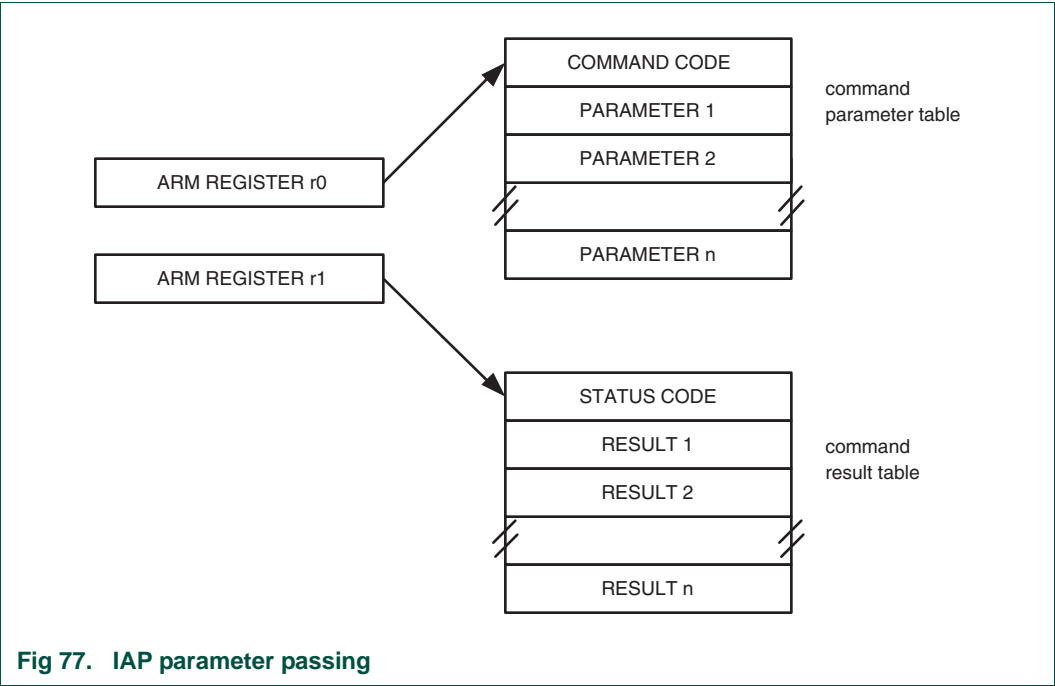 COMMAND CODE
PARAMETER 1
PARAMETER 2
PARAMETER n
command
parameter table
ARM REGISTER r0
ARM REGISTER r1
STATUS CODE
RESULT 1
RESULT 2
RESULT n
command
result table
Fig 77. IAP parameter passing